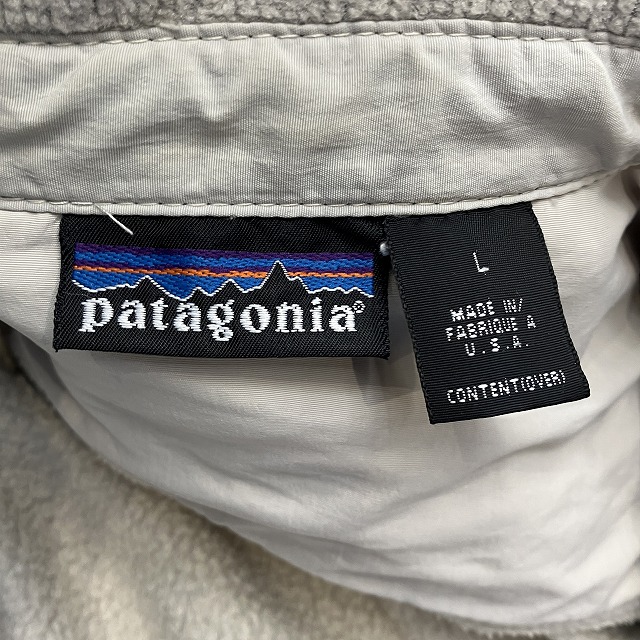 patagonia®
L
MADE IN/
FABRIQUE A
U.S.A.
CONTENT(OVER)